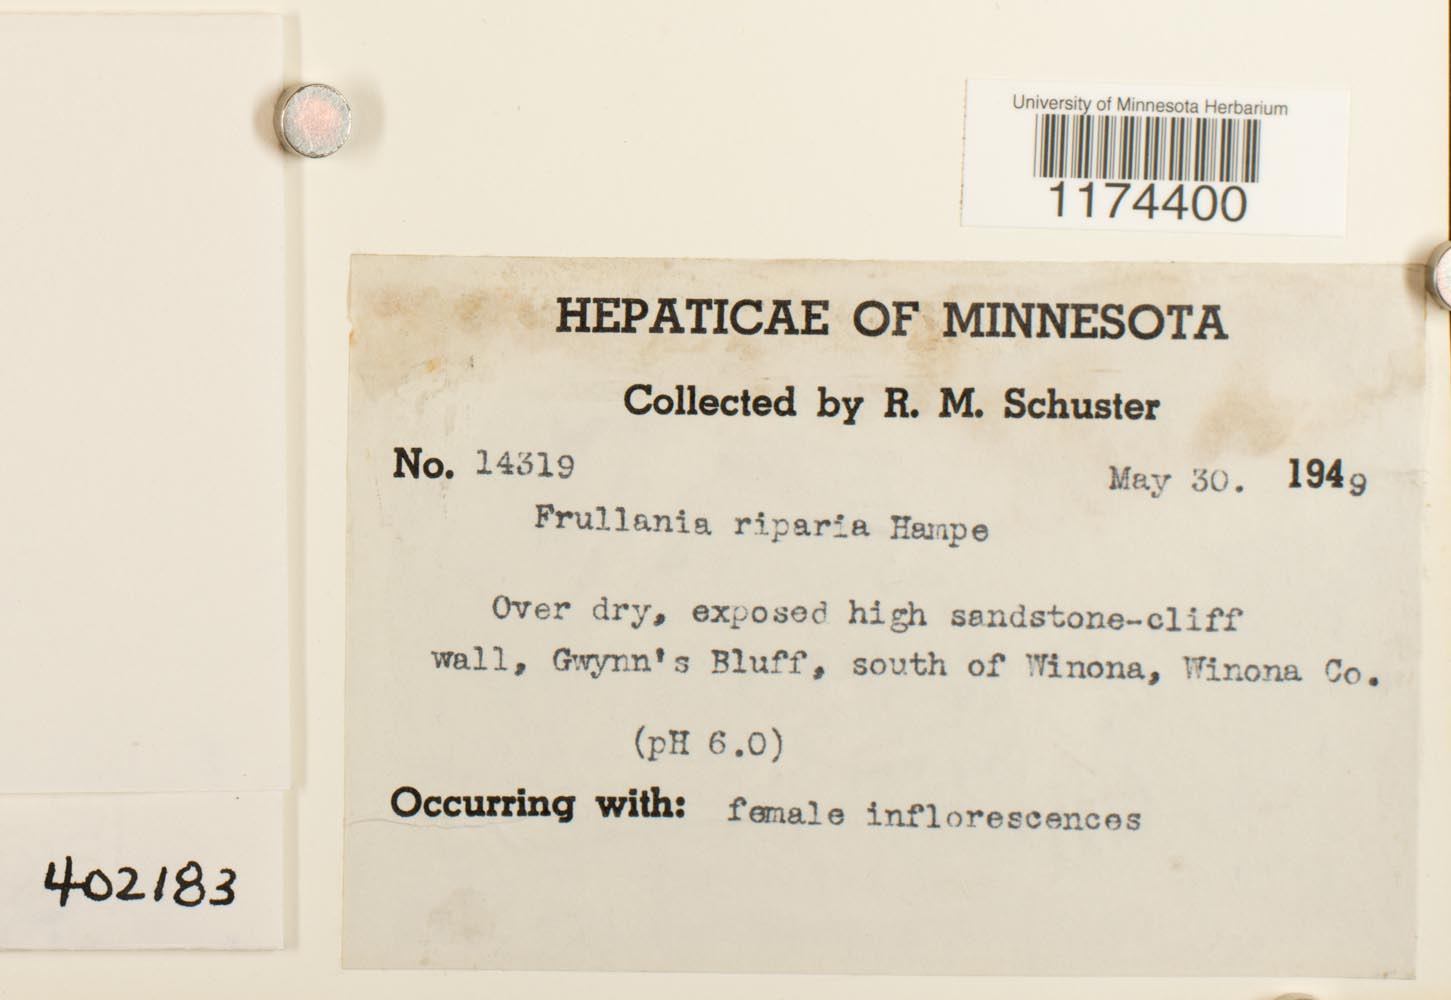 University of Minnesota Herbarium
1174400
HEPATICAE OF MINNESOTA
Collected by R. M. Schuster
No. 14319 May 30. 1949
Frullania riparia Hampe
Over dry, exposed high sandstone-cliff
wall, Gwynn's Bluff, south of Winona, Winona Co.
(pH 6.0)
Occurring with: female inflorescences
402183